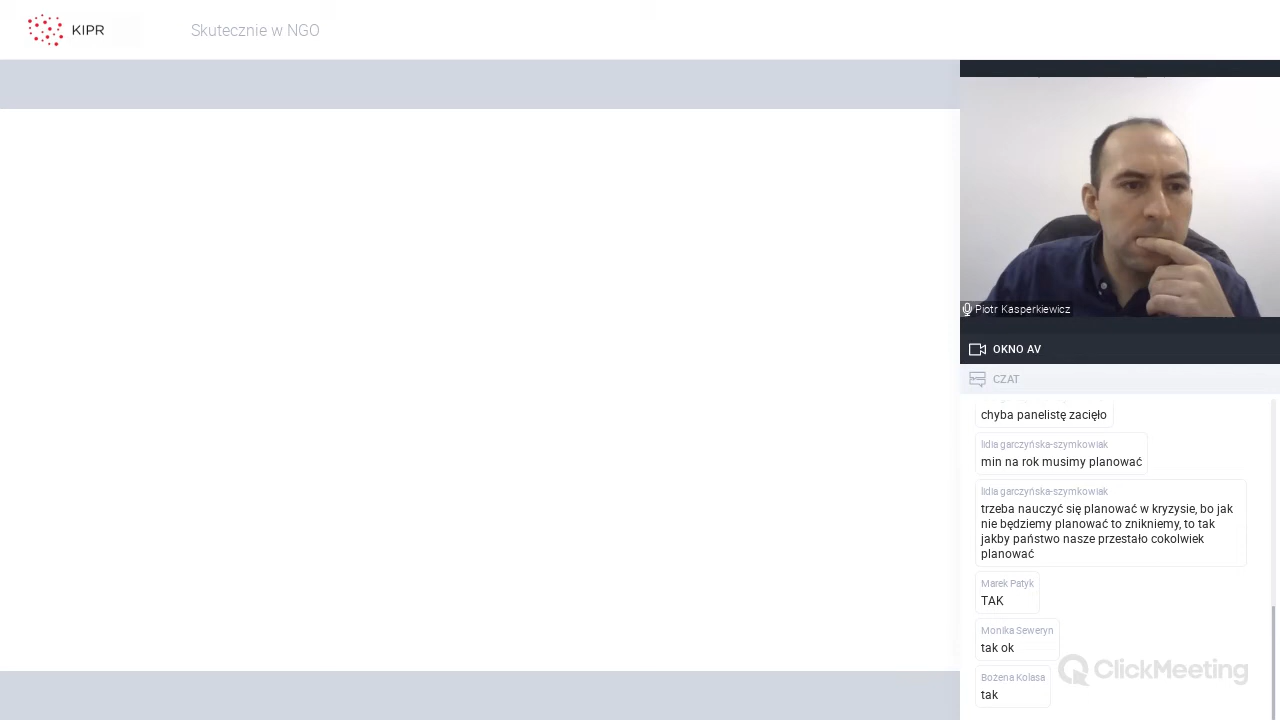 KIPR
Skutecznie w NGO
Piotr Kasperkiewicz
OKNO AV
CZAT
chyba panelistę zacięło
lidia garczyńska-szymkowiak
min na rok musimy planować
lidia garczyńska-szymkowiak
trzeba nauczyć się planować w kryzysie, bo jak
nie będziemy planować to znikniemy, to tak
jakby państwo nasze przestało cokolwiek
planować
Marek Patyk
TAK
Monika Seweryn
tak ok
ClickMeeting
Bożena Kolasa
tak